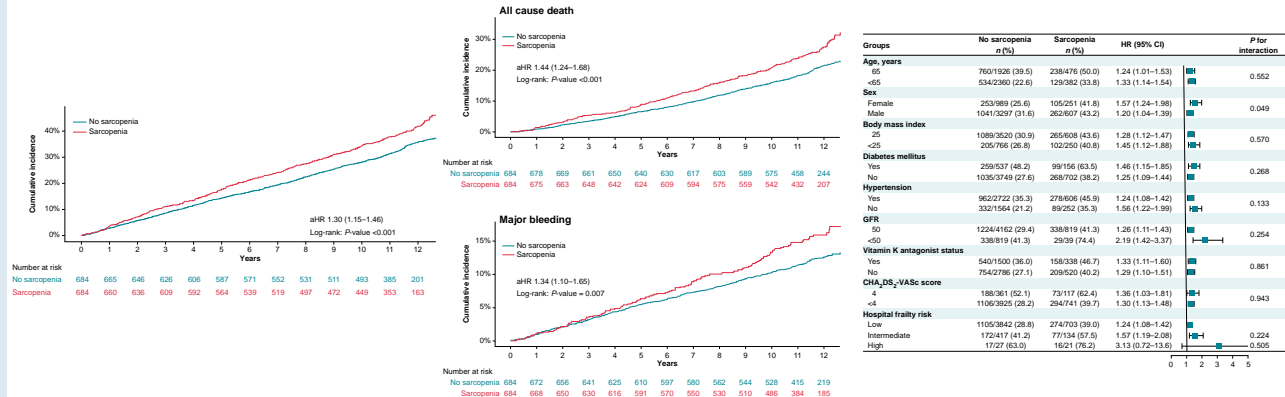 40%
30%
20%
10%
0%
Cumulative incidence
No sarcopenia
Sarcopenia
aHR 1.30 (1.15–1.46)
Log-rank: P-value <0.001
0 1 2 3 4 5 6 7 8 9 10 11 12
Years
Number at risk
No sarcopenia 684 665 646 626 606 587 571 552 531 511 493 385 201
Sarcopenia 684 660 636 609 592 564 539 519 497 472 449 353 163
All cause death
30%
20%
10%
0%
Cumulative incidence
No sarcopenia
Sarcopenia
aHR 1.44 (1.24–1.68)
Log-rank: P-value <0.001
0 1 2 3 4 5 6 7 8 9 10 11 12
Years
Number at risk
No sarcopenia 684 678 669 661 650 640 630 617 603 589 575 458 244
Sarcopenia 684 675 663 648 642 624 609 594 575 559 542 432 207
Major bleeding
15%
10%
5%
0%
Cumulative incidence
No sarcopenia
Sarcopenia
aHR 1.34 (1.10–1.65)
Log-rank: P-value = 0.007
0 1 2 3 4 5 6 7 8 9 10 11 12
Years
Number at risk
No sarcopenia 684 672 656 641 625 610 597 580 562 544 528 415 219
Sarcopenia 684 668 650 630 616 591 570 550 530 510 486 384 185
Groups No sarcopenia n (%) Sarcopenia n (%) HR (95% CI) P for interaction
Age, years
65 760/1926 (39.5) 238/476 (50.0) 1.24 (1.01–1.53)
0.552
<65 534/2360 (22.6) 129/382 (33.8) 1.33 (1.14–1.54)
Sex
Female 253/989 (25.6) 105/251 (41.8) 1.57 (1.24–1.98)
0.049
Male 1041/3297 (31.6) 262/607 (43.2) 1.20 (1.04–1.39)
Body mass index
25 1089/3520 (30.9) 265/608 (43.6) 1.28 (1.12–1.47)
0.570
<25 205/766 (26.8) 102/250 (40.8) 1.45 (1.12–1.88)
Diabetes mellitus
Yes 259/537 (48.2) 99/156 (63.5) 1.46 (1.15–1.85)
0.268
No 1035/3749 (27.6) 268/702 (38.2) 1.25 (1.09–1.44)
Hypertension
Yes 962/2722 (35.3) 278/606 (45.9) 1.24 (1.08–1.42)
0.133
No 332/1564 (21.2) 89/252 (35.3) 1.56 (1.22–1.99)
GFR
50 1224/4162 (29.4) 338/819 (41.3) 1.26 (1.11–1.43)
0.254
<50 338/819 (41.3) 29/39 (74.4) 2.19 (1.42–3.37)
Vitamin K antagonist status
Yes 540/1500 (36.0) 158/338 (46.7) 1.33 (1.11–1.60)
0.861
No 754/2786 (27.1) 209/520 (40.2) 1.29 (1.10–1.51)
CHA2DS2-VASc score
4 188/361 (52.1) 73/117 (62.4) 1.36 (1.03–1.81)
0.943
<4 1106/3925 (28.2) 294/741 (39.7) 1.30 (1.13–1.48)
Hospital frailty risk
Low 1105/3842 (28.8) 274/703 (39.0) 1.24 (1.08–1.42)
Intermediate 172/417 (41.2) 77/134 (57.5) 1.57 (1.19–2.08) 0.224
High 17/27 (63.0) 16/21 (76.2) 3.13 (0.72–13.6) 0.505
0 1 2 3 4 5